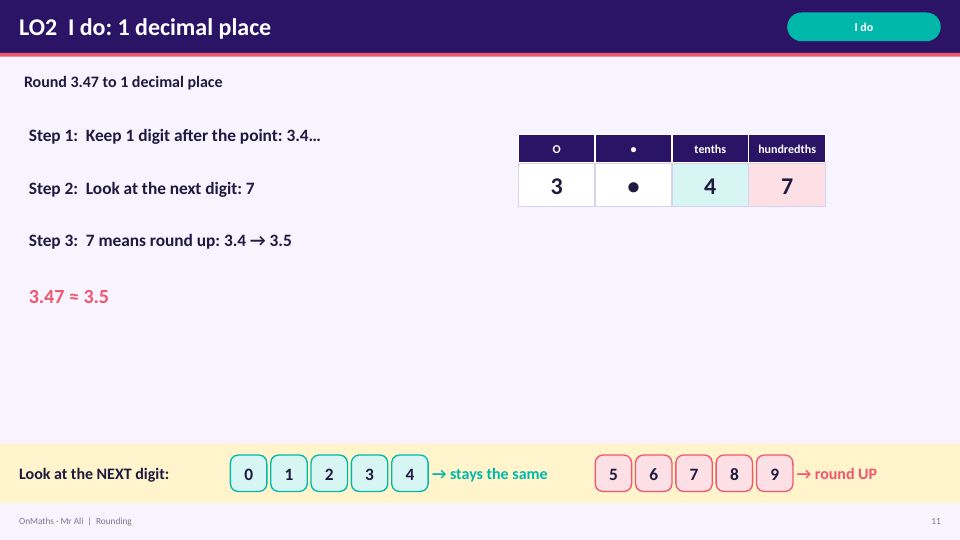 LO2 I do: 1 decimal place
I do
Round 3.47 to 1 decimal place
Step 1: Keep 1 digit after the point: 3.4…
Step 2: Look at the next digit: 7
Step 3: 7 means round up: 3.4 → 3.5
3.47 ≈ 3.5
O • tenths hundredths
3 • 4 7
Look at the NEXT digit: 0 1 2 3 4 → stays the same 5 6 7 8 9 → round UP
OnMaths - Mr Ali | Rounding 11